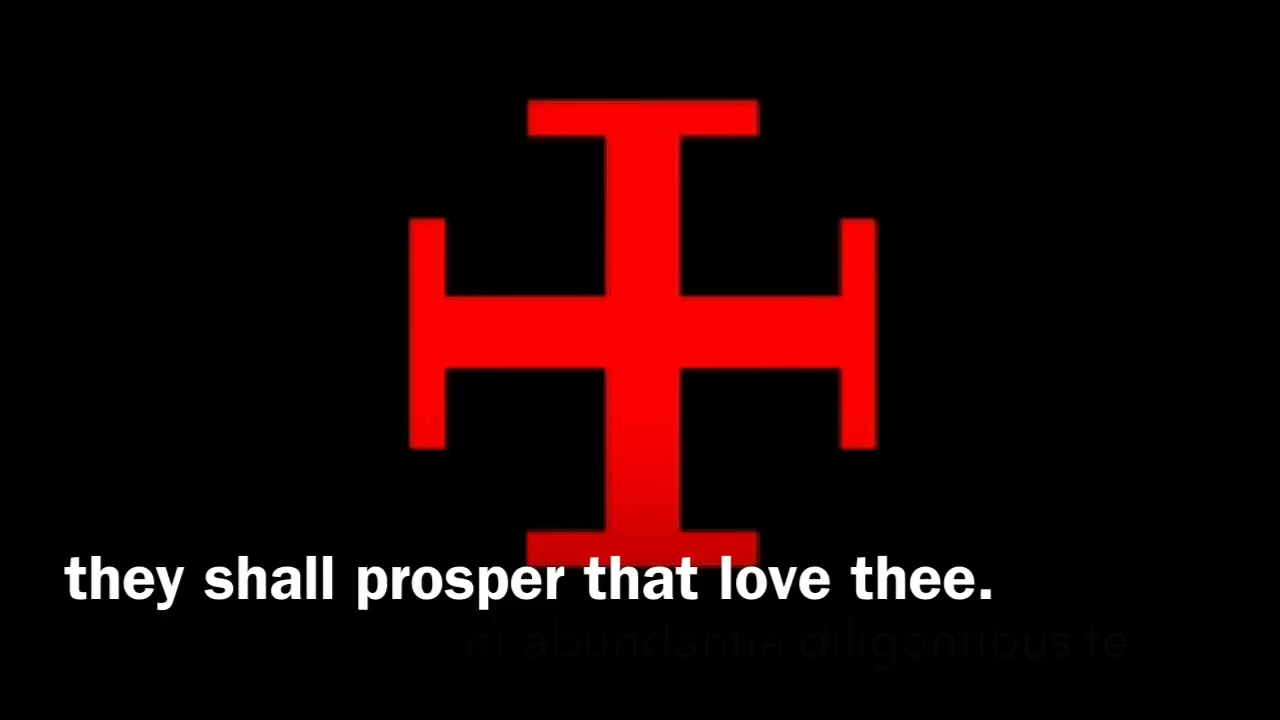 they shall prosper that love thee.
et abundantia diligentibus te.